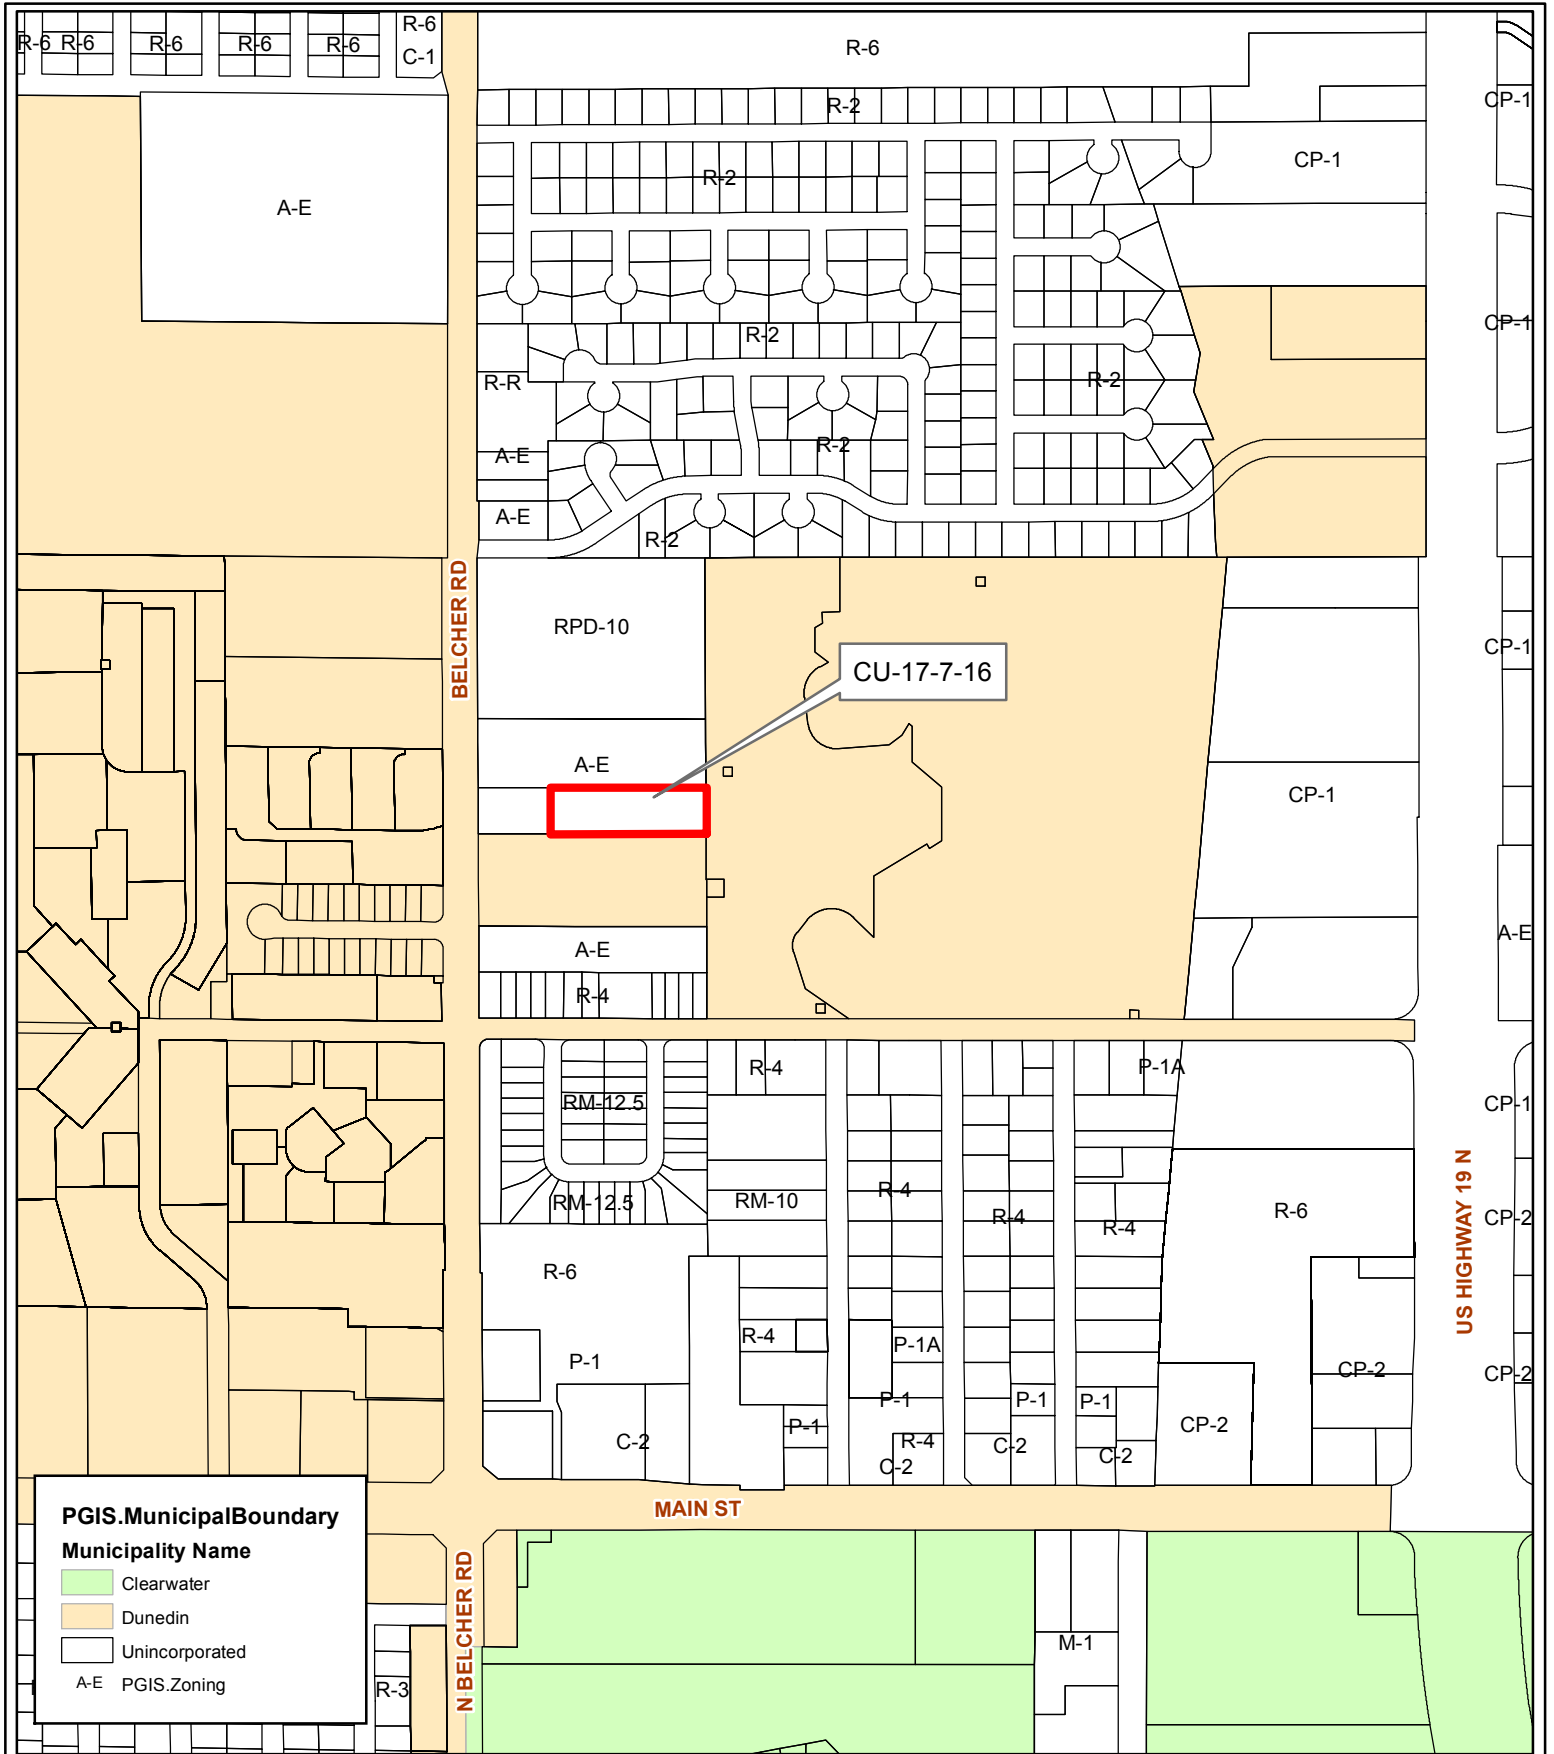 R-6
R-6 R-6 R-6 R-6 R-6
C-1
R-6
R-2
CP-1
CP-1
R-2
A-E
CP-1
R-2
R-R
R-2
R-2
A-E
A-E
R-2
BELCHER RD
RPD-10
CP-1
CU-17-7-16
A-E
CP-1
A-E
A-E
R-4
R-4
P-1A
RM-12.5
CP-1
RM-12.5
RM-10
R-4
R-4
R-4
R-6
CP-2
US HIGHWAY 19 N
R-6
R-4
P-1A
P-1
CP-2
CP-2
P-1
P-1
P-1
P-1
CP-2
C-2
R-4
C-2
C-2
C-2
MAIN ST
PGIS.MunicipalBoundary
Municipality Name
Clearwater
Dunedin
Unincorporated
A-E PGIS.Zoning
N BELCHER RD
M-1
R-3